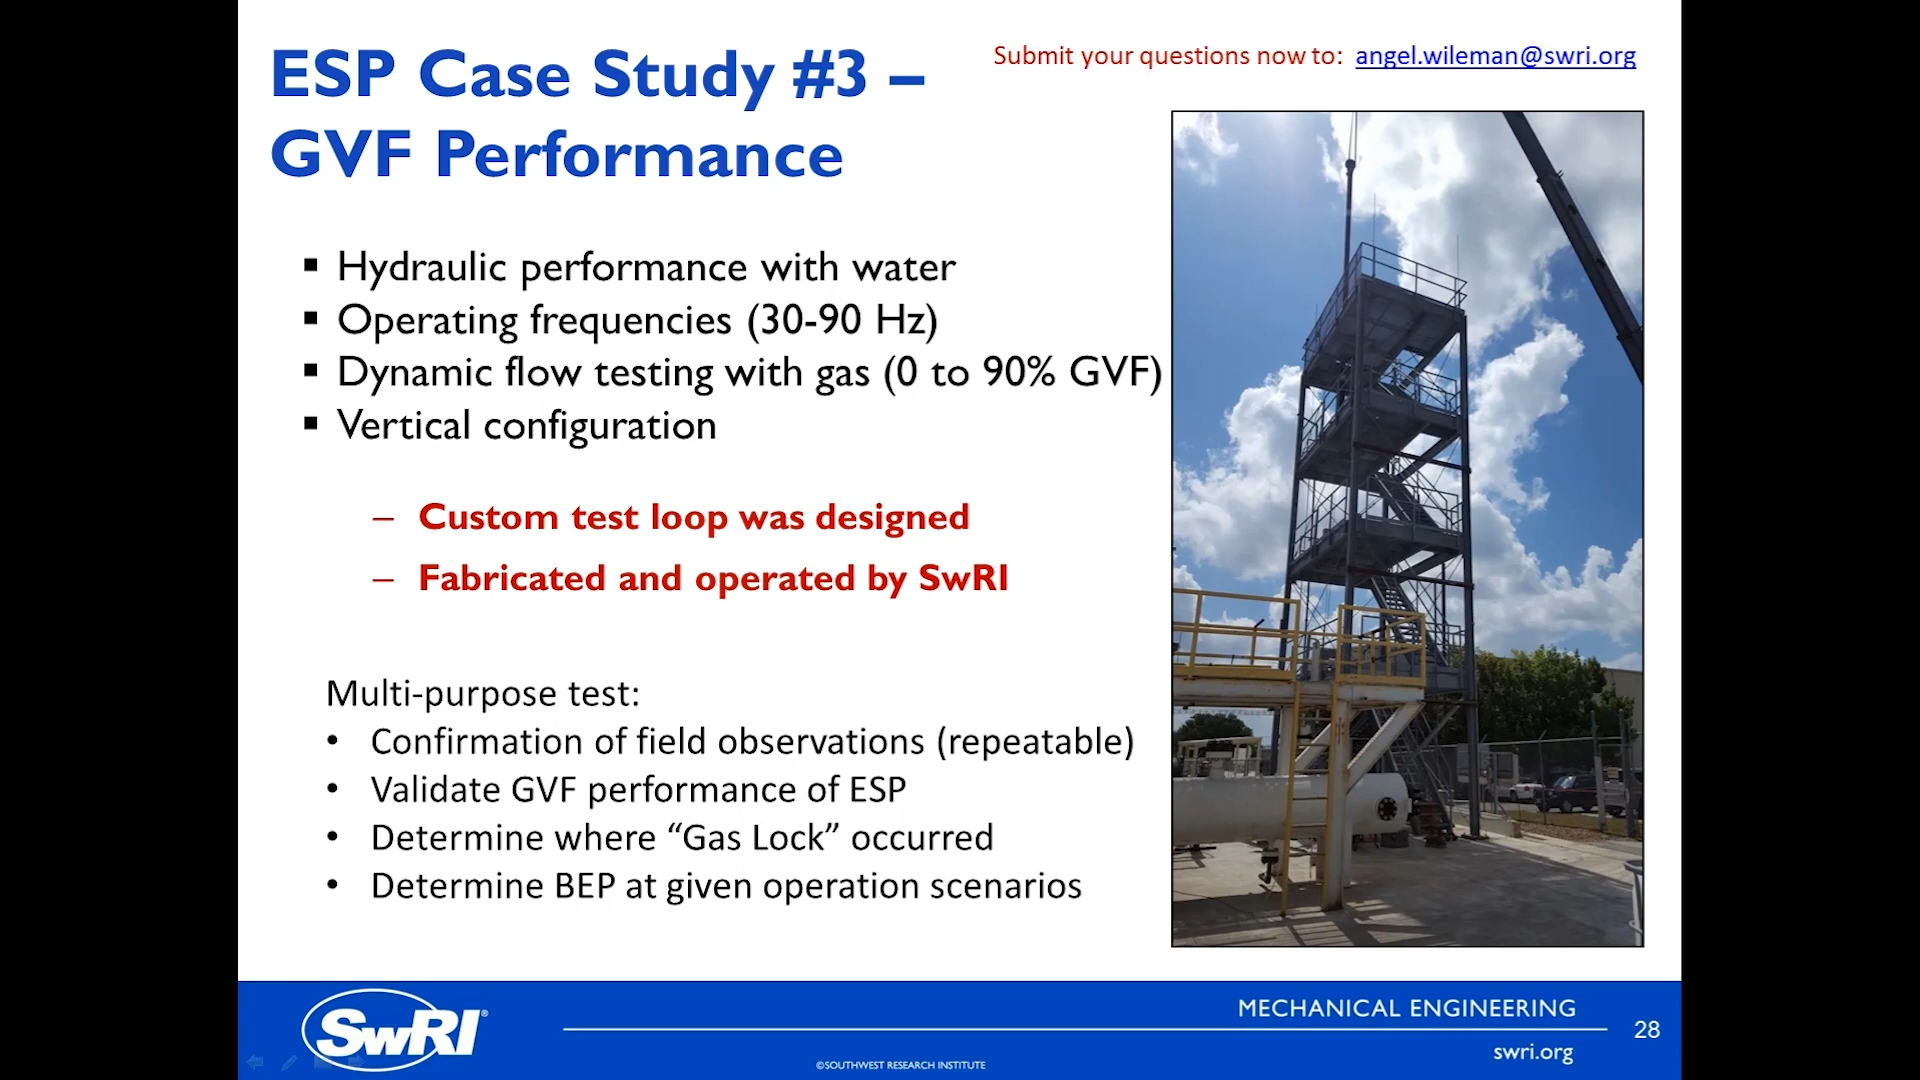 ESP Case Study #3 –
GVF Performance
Submit your questions now to: angel.wileman@swri.org
▪ Hydraulic performance with water
▪ Operating frequencies (30-90 Hz)
▪ Dynamic flow testing with gas (0 to 90% GVF)
▪ Vertical configuration
– Custom test loop was designed
– Fabricated and operated by SwRI
Multi-purpose test:
• Confirmation of field observations (repeatable)
• Validate GVF performance of ESP
• Determine where “Gas Lock” occurred
• Determine BEP at given operation scenarios
SwRI®
©SOUTHWEST RESEARCH INSTITUTE
MECHANICAL ENGINEERING
swri.org
28